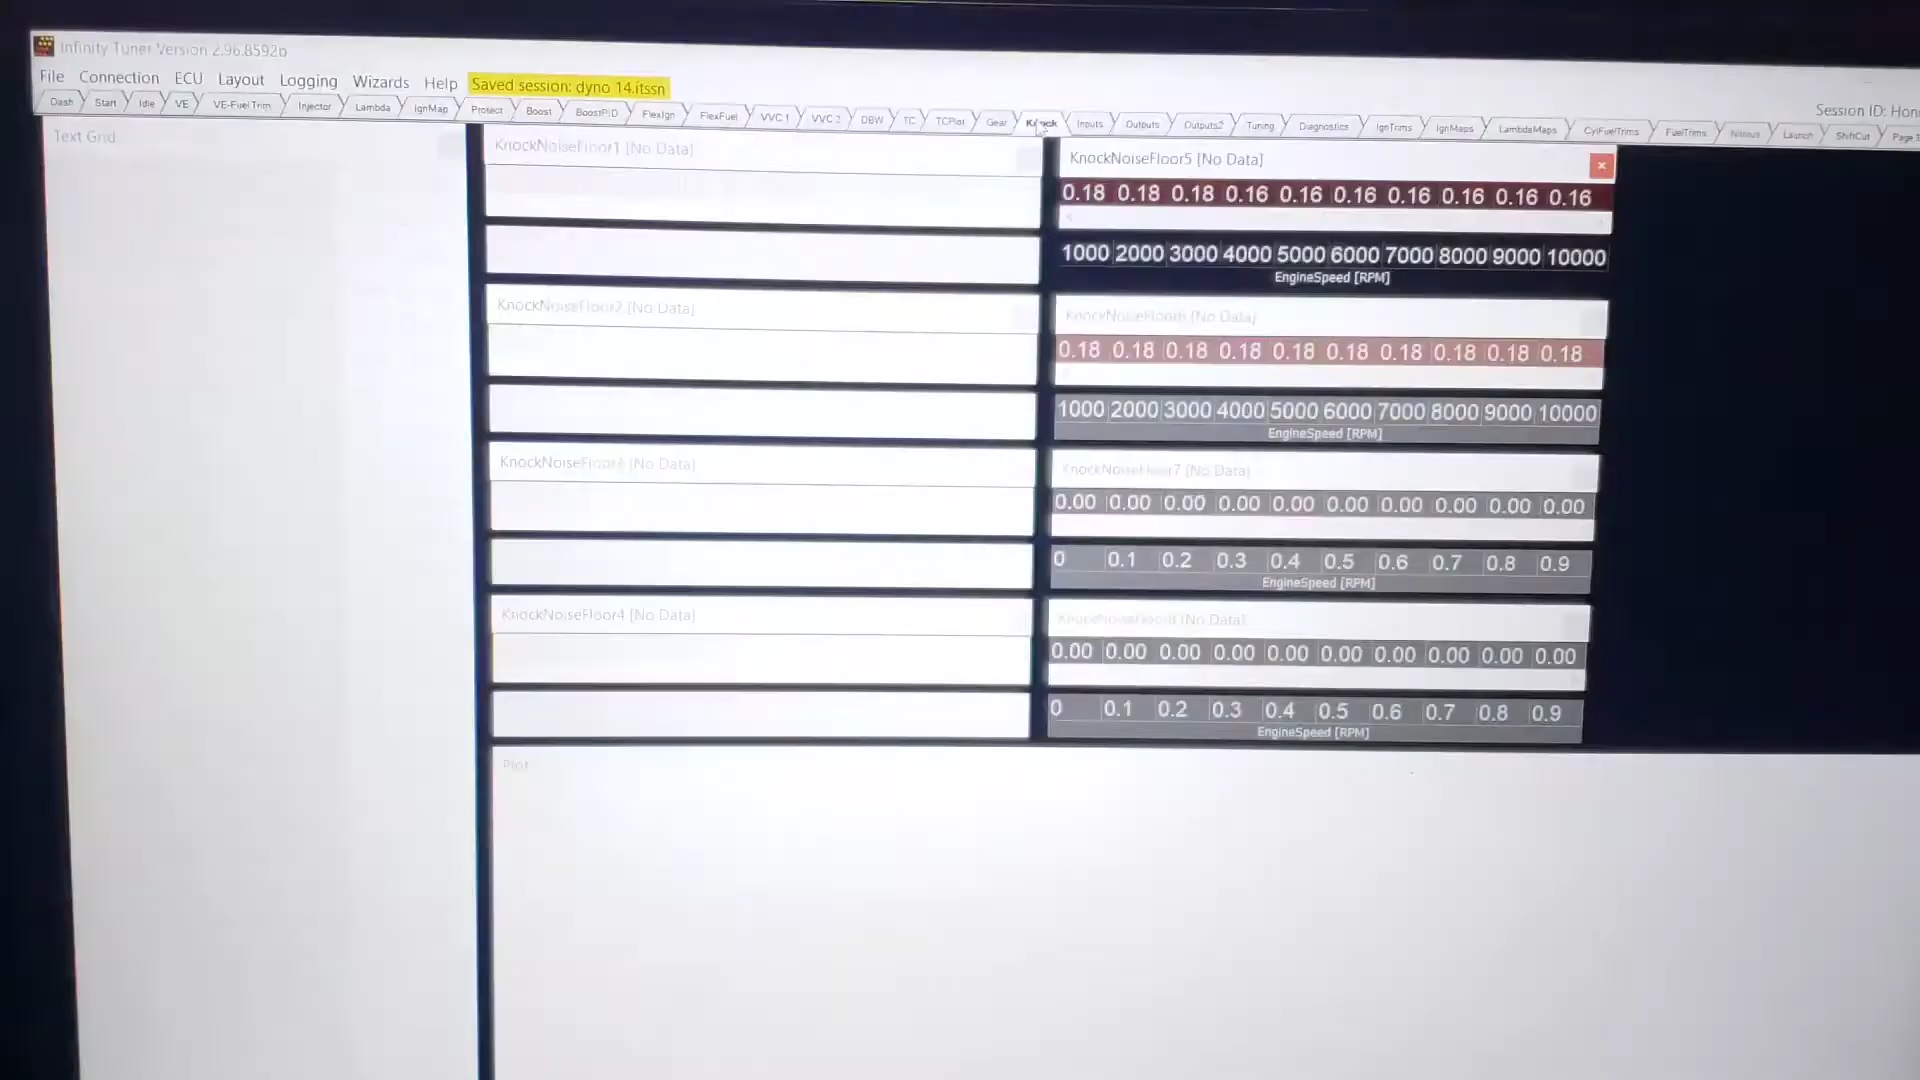 Infinity Tuner Version 2.96.8592b
File Connection ECU Layout Logging Wizards Help Saved session: dyno 14.itssn
Session ID: Hon
Dash Start Idle VE VE-Fuel Trim Injector Lambda IgnMap Protect Boost BoostPID FlexIgn FlexFuel VVC 1 VVC 2 DBW TC TCPlot Gear Knock Inputs Outputs Outputs2 Tuning Diagnostics IgnTrims IgnMaps LambdaMaps CylFuelTrims FuelTrims Nitrous Launch ShiftCut Page 3
Text Grid
KnockNoiseFloor1 [No Data]
KnockNoiseFloor5 [No Data]
0.18 0.18 0.18 0.16 0.16 0.16 0.16 0.16 0.16 0.16
1000 2000 3000 4000 5000 6000 7000 8000 9000 10000
EngineSpeed [RPM]
KnockNoiseFloor2 [No Data]
KnockNoiseFloor6 [No Data]
0.18 0.18 0.18 0.18 0.18 0.18 0.18 0.18 0.18 0.18
1000 2000 3000 4000 5000 6000 7000 8000 9000 10000
EngineSpeed [RPM]
KnockNoiseFloor3 [No Data]
KnockNoiseFloor7 [No Data]
0.00 0.00 0.00 0.00 0.00 0.00 0.00 0.00 0.00 0.00
0 0.1 0.2 0.3 0.4 0.5 0.6 0.7 0.8 0.9
EngineSpeed [RPM]
KnockNoiseFloor4 [No Data]
KnockNoiseFloor8 [No Data]
0.00 0.00 0.00 0.00 0.00 0.00 0.00 0.00 0.00 0.00
0 0.1 0.2 0.3 0.4 0.5 0.6 0.7 0.8 0.9
EngineSpeed [RPM]
Plot